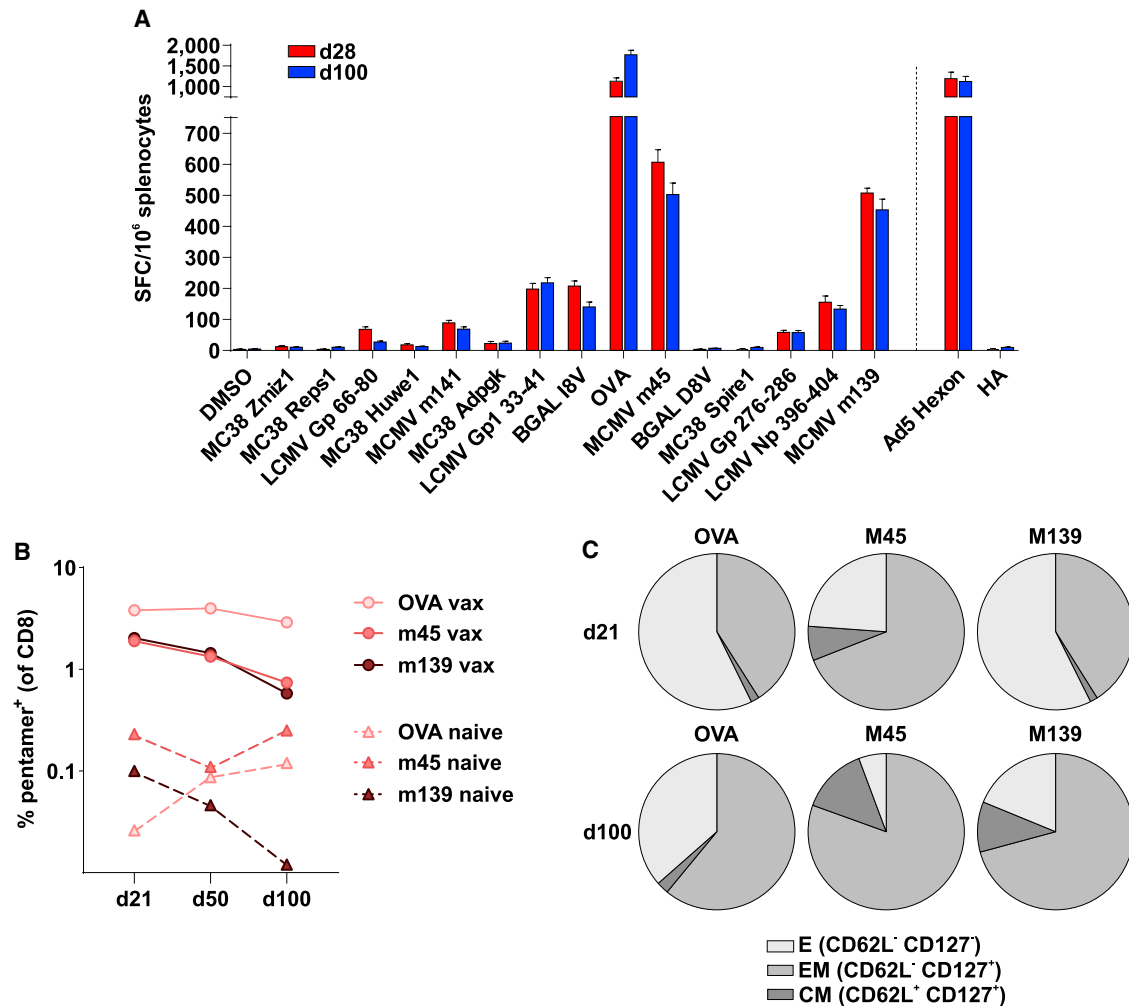 A
d28
d100
2,000
1,500
1,000
700
600
500
400
300
200
100
0
SFC/10⁶ splenocytes
DMSO
MC38 Zmiz1
MC38 Reps1
LCMV Gp 66-80
MC38 Huwe1
MCMV m141
MC38 Adpgk
LCMV Gp1 33-41
BGAL I8V
OVA
MCMV m45
BGAL D8V
MC38 Spire1
LCMV Gp 276-286
LCMV Np 396-404
MCMV m139
Ad5 Hexon
HA
B
10
1
0.1
% pentamer⁺ (of CD8)
d21
d50
d100
OVA vax
m45 vax
m139 vax
OVA naive
m45 naive
m139 naive
C
OVA
M45
M139
d21
OVA
M45
M139
d100
E (CD62L⁻ CD127⁻)
EM (CD62L⁻ CD127⁺)
CM (CD62L⁺ CD127⁺)